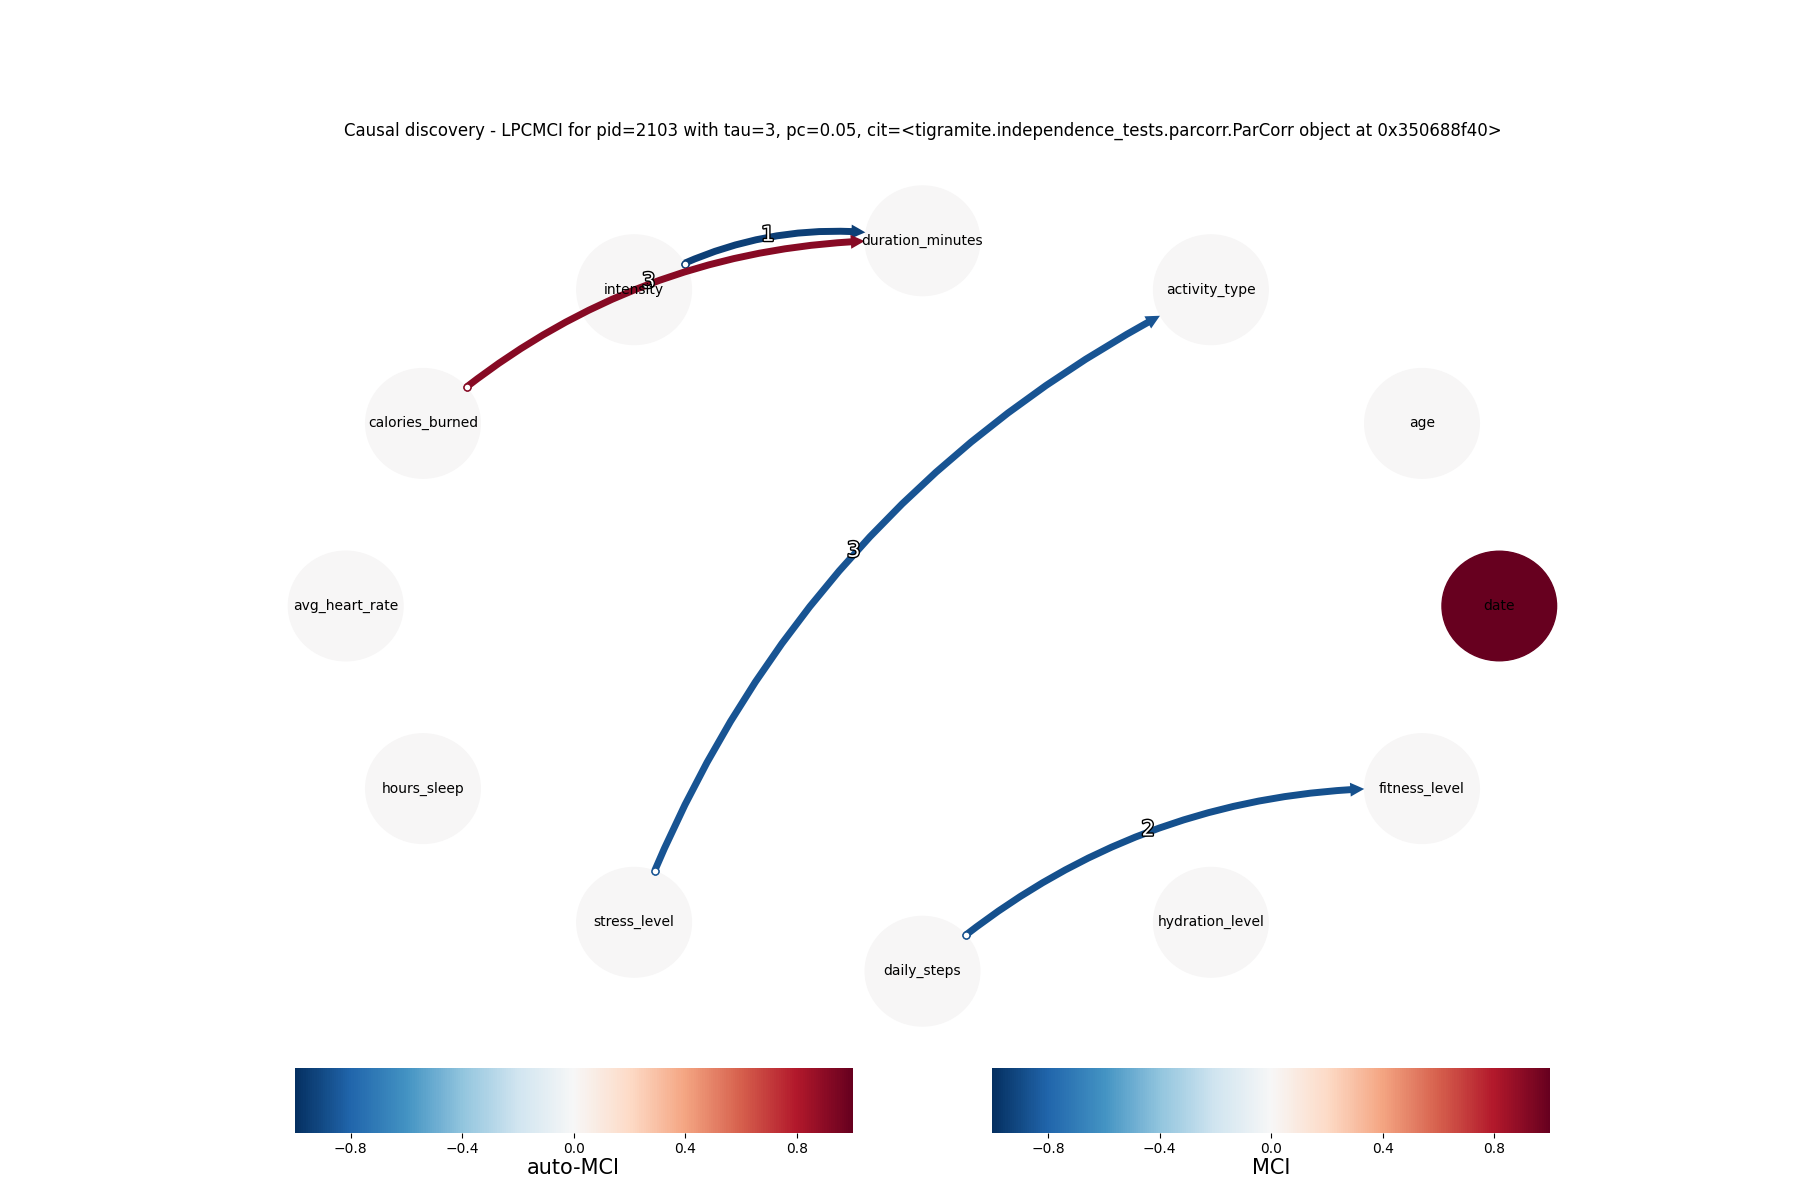 Causal discovery - LPCMCI for pid=2103 with tau=3, pc=0.05, cit=<tigramite.independence_tests.parcorr.ParCorr object at 0x350688f40>
1
duration_minutes
3
intensity
activity_type
calories_burned
age
3
avg_heart_rate
date
hours_sleep
fitness_level
2
stress_level
hydration_level
daily_steps
−0.8 −0.4 0.0 0.4 0.8
auto-MCI
−0.8 −0.4 0.0 0.4 0.8
MCI